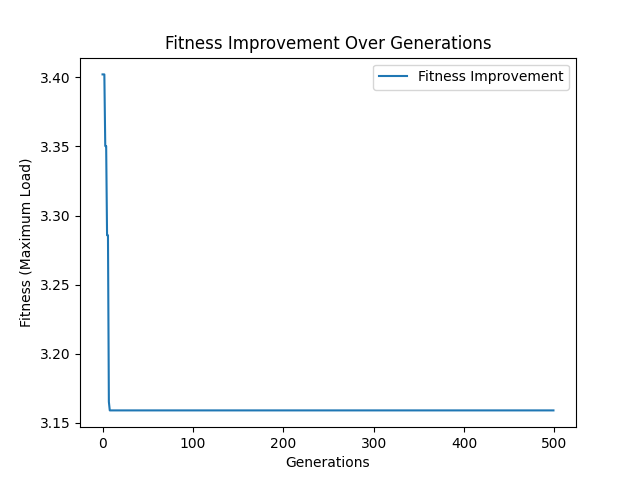 Fitness Improvement Over Generations
Fitness Improvement
Fitness (Maximum Load)
3.40
3.35
3.30
3.25
3.20
3.15
0 100 200 300 400 500
Generations